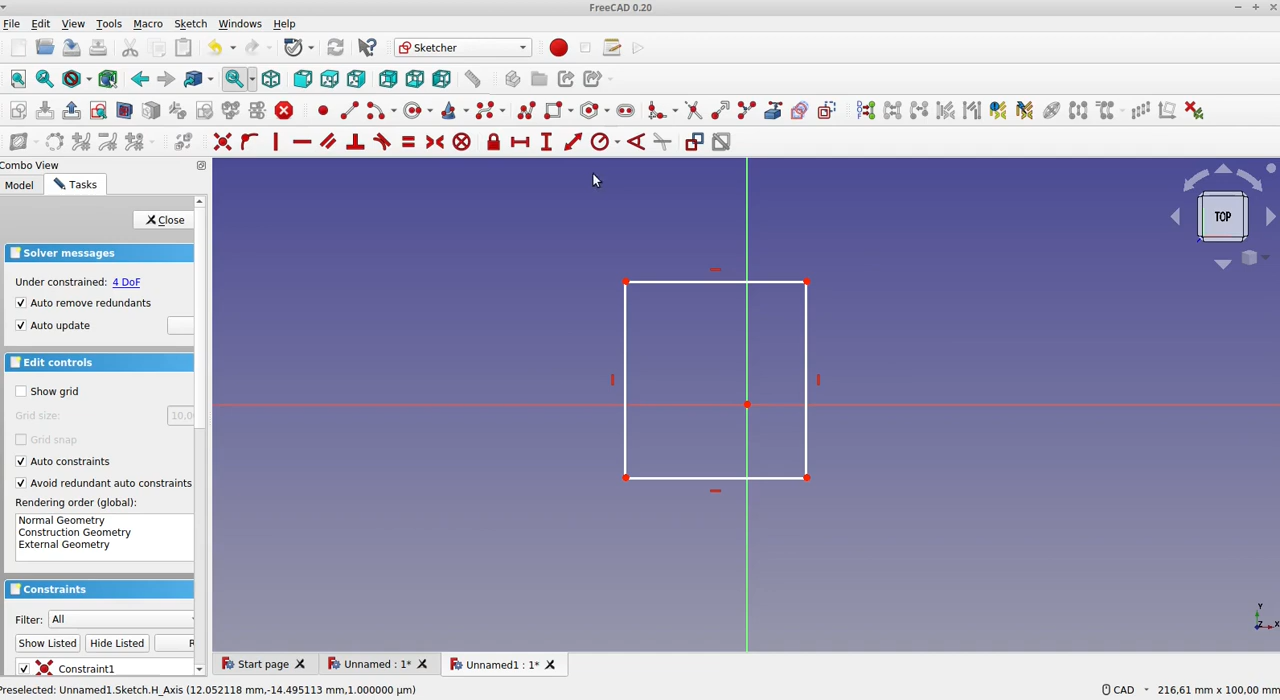 FreeCAD 0.20
File Edit View Tools Macro Sketch Windows Help
Sketcher
Combo View
Model Tasks
Close
Solver messages
Under constrained: 4 DoF
Auto remove redundants
Auto update
Edit controls
Show grid
Grid size: 10,0
Grid snap
Auto constraints
Avoid redundant auto constraints
Rendering order (global):
Normal Geometry
Construction Geometry
External Geometry
Constraints
Filter: All
Show Listed Hide Listed R
Constraint1
TOP
Y
Z X
Start page Unnamed : 1* Unnamed1 : 1*
Preselected: Unnamed1.Sketch.H_Axis (12.052118 mm,-14.495113 mm,1.000000 µm) CAD 216,61 mm x 100,00 mm